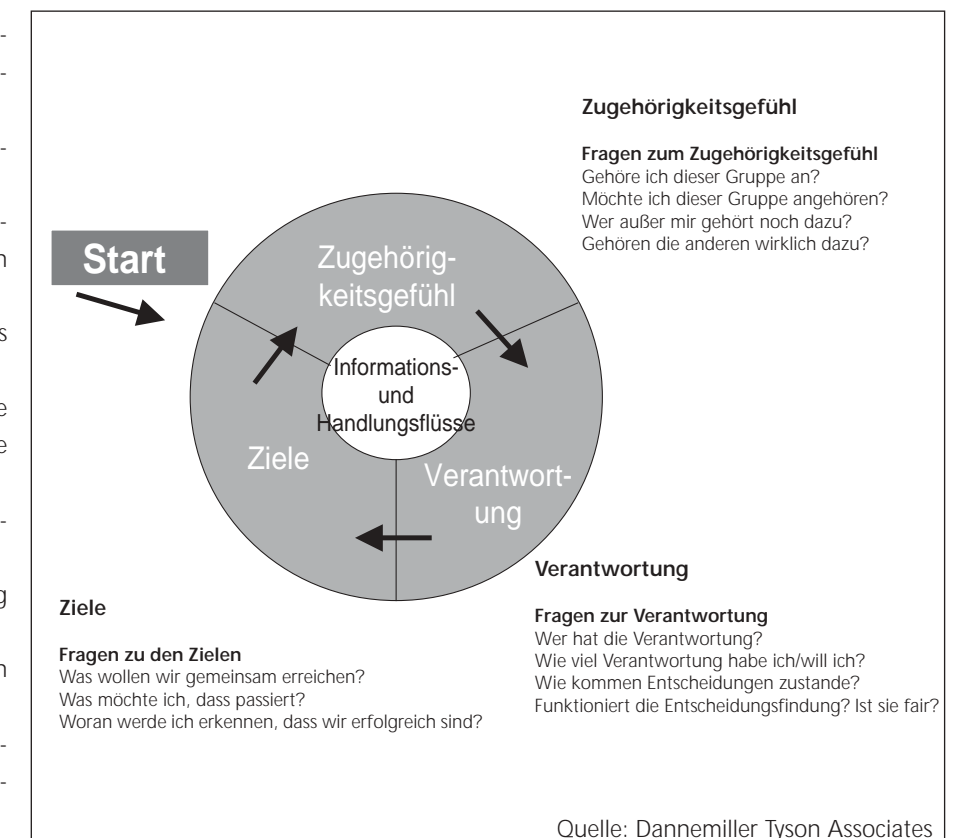 Zugehörigkeitsgefühl
Fragen zum Zugehörigkeitsgefühl
Gehöre ich dieser Gruppe an?
Möchte ich dieser Gruppe angehören?
Wer außer mir gehört noch dazu?
Gehören die anderen wirklich dazu?
Start
Zugehörig-
keitsgefühl
Informations-
und
Handlungsflüsse
Ziele
Verantwort-
ung
Verantwortung
Fragen zur Verantwortung
Wer hat die Verantwortung?
Wie viel Verantwortung habe ich/will ich?
Wie kommen Entscheidungen zustande?
Funktioniert die Entscheidungsfindung? Ist sie fair?
Ziele
Fragen zu den Zielen
Was wollen wir gemeinsam erreichen?
Was möchte ich, dass passiert?
Woran werde ich erkennen, dass wir erfolgreich sind?
Quelle: Dannemiller Tyson Associates